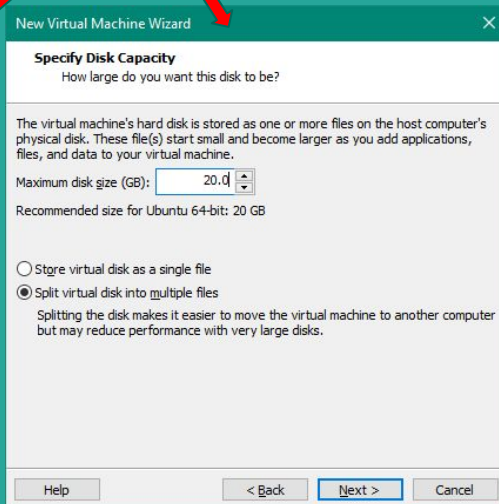 New Virtual Machine Wizard
Specify Disk Capacity
How large do you want this disk to be?
The virtual machine's hard disk is stored as one or more files on the host computer's
physical disk. These file(s) start small and become larger as you add applications,
files, and data to your virtual machine.
Maximum disk size (GB): 20.0
Recommended size for Ubuntu 64-bit: 20 GB
Store virtual disk as a single file
Split virtual disk into multiple files
Splitting the disk makes it easier to move the virtual machine to another computer
but may reduce performance with very large disks.
Help < Back Next > Cancel